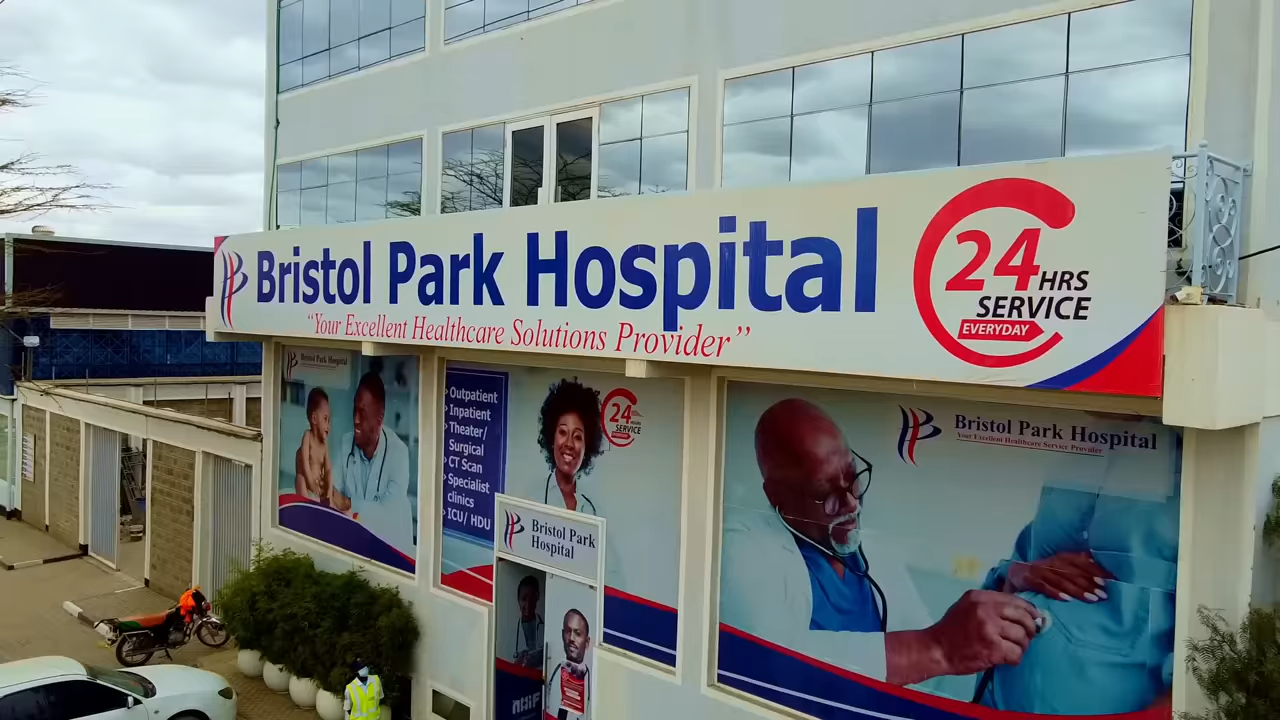 Bristol Park Hospital
"Your Excellent Healthcare Solutions Provider"
24 HRS
SERVICE
EVERYDAY
Bristol Park Hospital
Outpatient
Inpatient
Theater/
Surgical
CT Scan
Specialist
clinics
ICU/ HDU
24
HOURS
SERVICE
Bristol Park
Hospital
Bristol Park Hospital
Your Excellent Healthcare Service Provider
NHIF